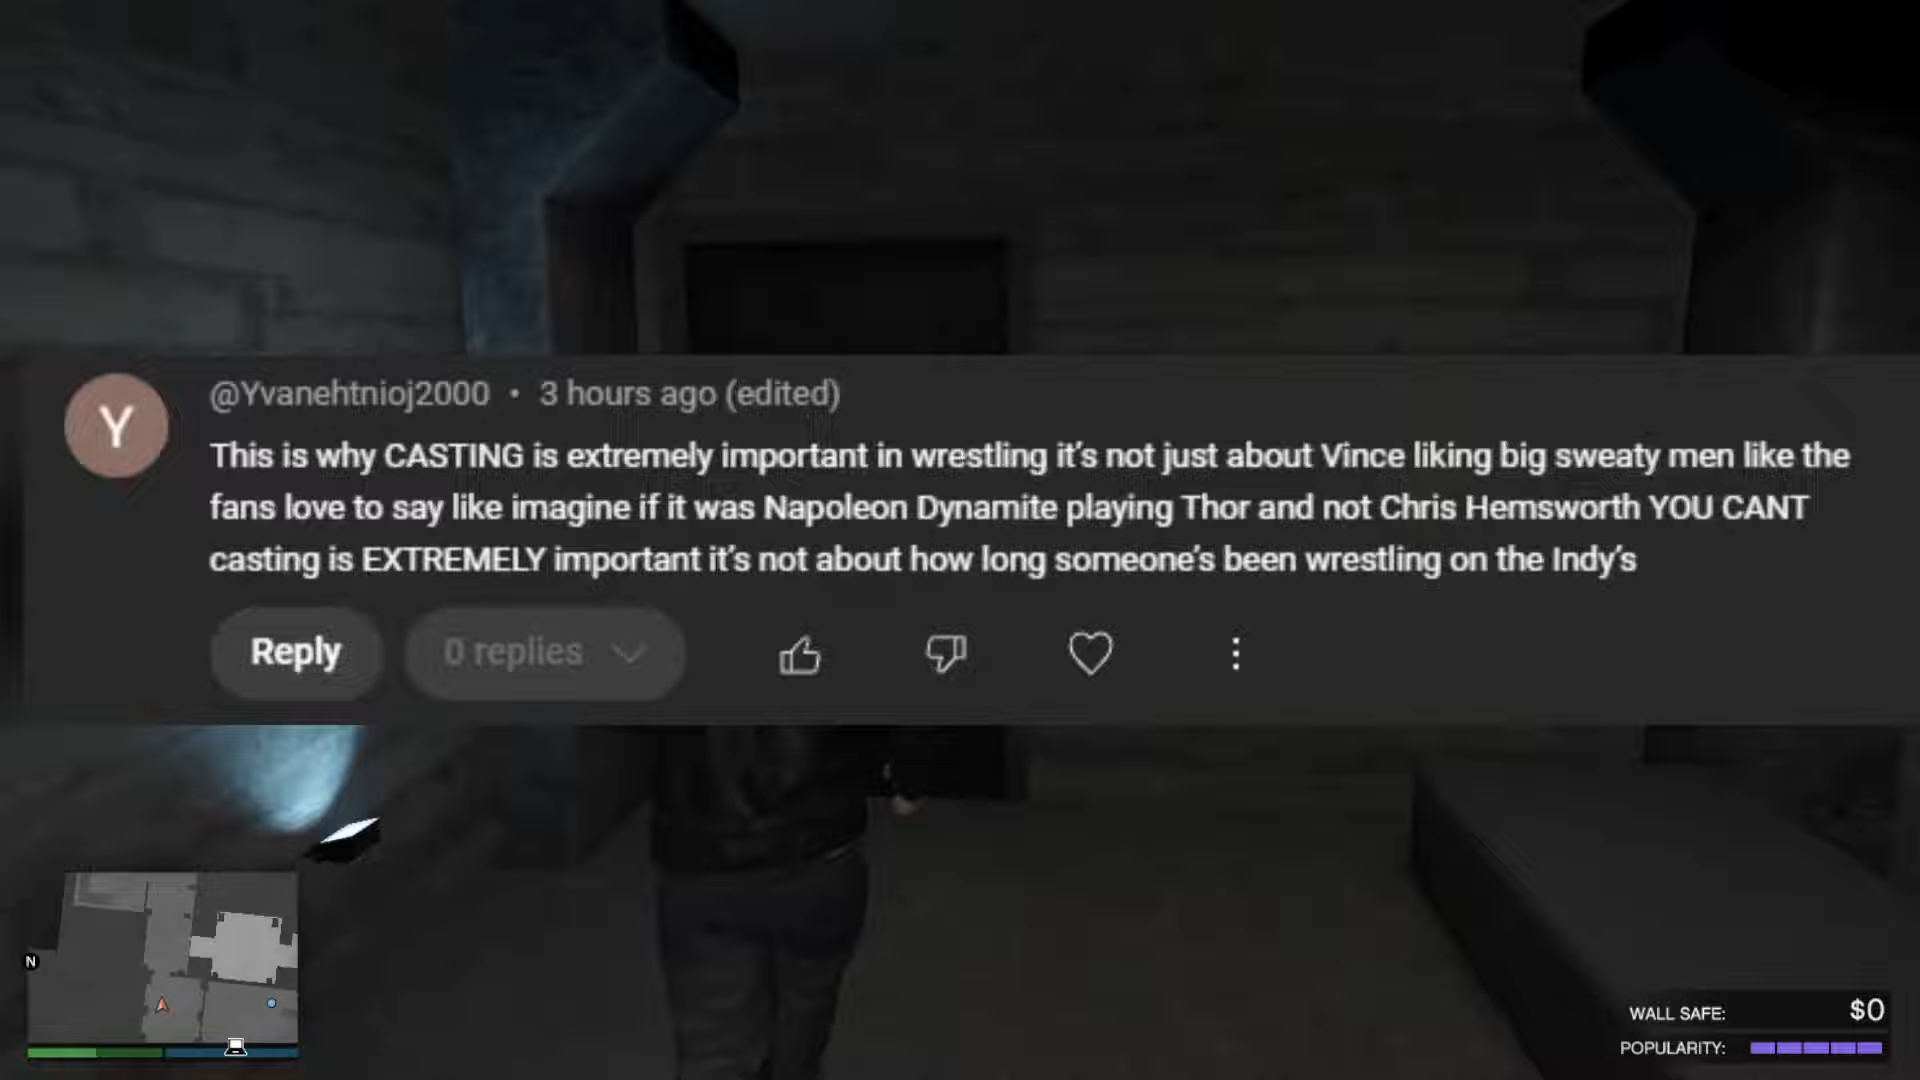 @Yvanehtnioj2000 • 3 hours ago (edited)
Y
This is why CASTING is extremely important in wrestling it's not just about Vince liking big sweaty men like the
fans love to say like imagine if it was Napoleon Dynamite playing Thor and not Chris Hemsworth YOU CANT
casting is EXTREMELY important it's not about how long someone's been wrestling on the Indy's
Reply
0 replies
N
WALL SAFE: $0
POPULARITY: